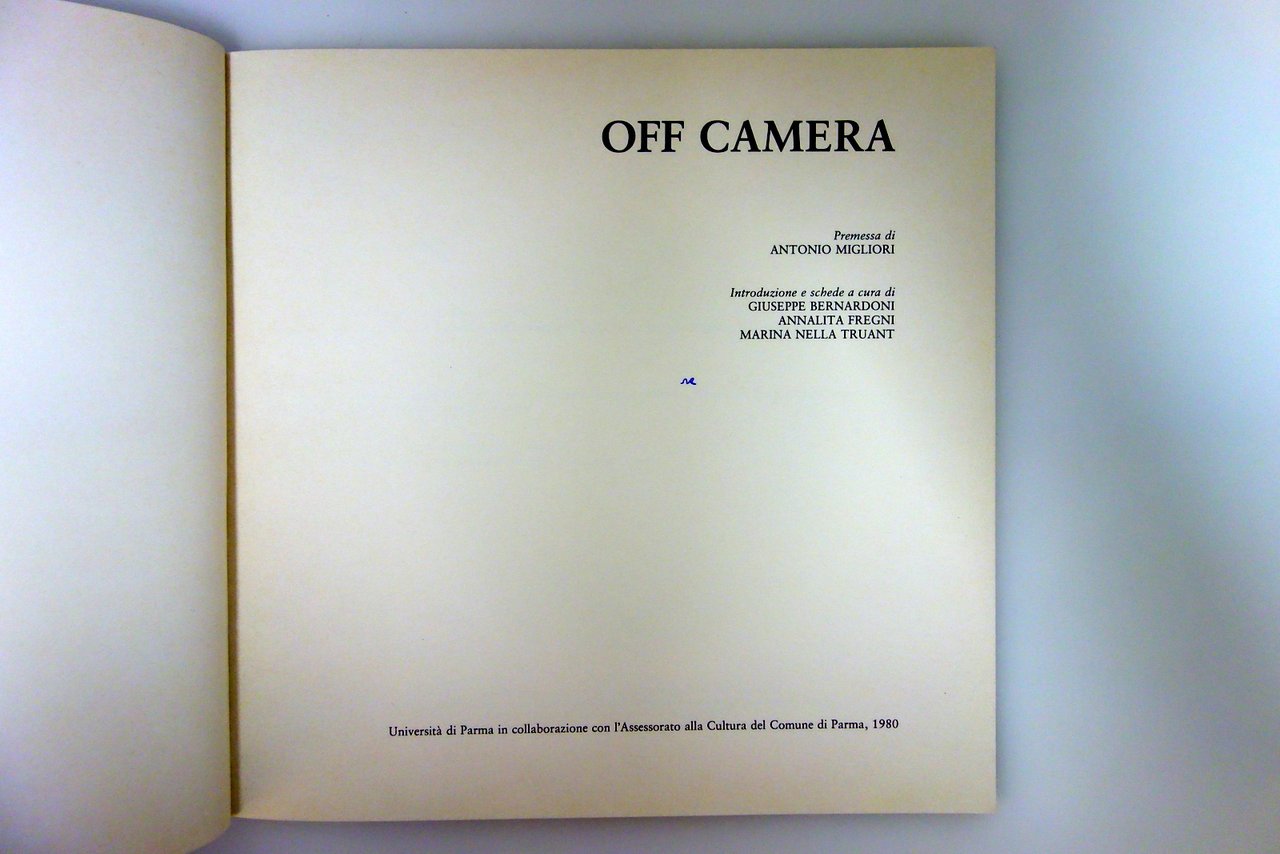 OFF CAMERA
Premessa di
ANTONIO MIGLIORI
Introduzione e schede a cura di
GIUSEPPE BERNARDONI
ANNALITA FREGNI
MARINA NELLA TRUANT
Università di Parma in collaborazione con l'Assessorato alla Cultura del Comune di Parma, 1980